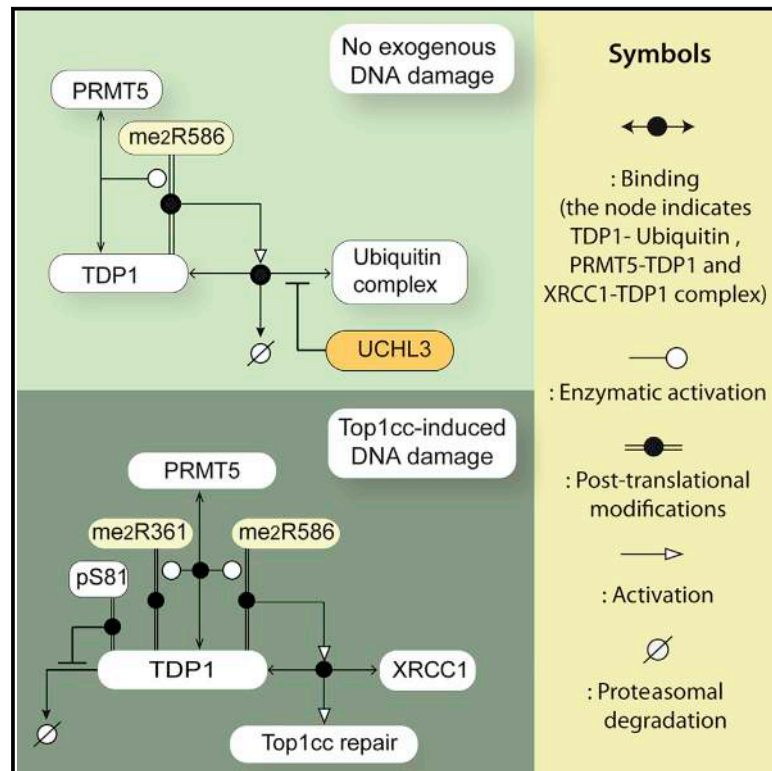 No exogenous
DNA damage
PRMT5
me2R586
TDP1
Ubiquitin
complex
UCHL3
Top1cc-induced
DNA damage
PRMT5
me2R361
me2R586
pS81
TDP1
XRCC1
Top1cc repair
Symbols
: Binding
(the node indicates
TDP1- Ubiquitin ,
PRMT5-TDP1 and
XRCC1-TDP1 complex)
: Enzymatic activation
: Post-translational
modifications
: Activation
: Proteasomal
degradation